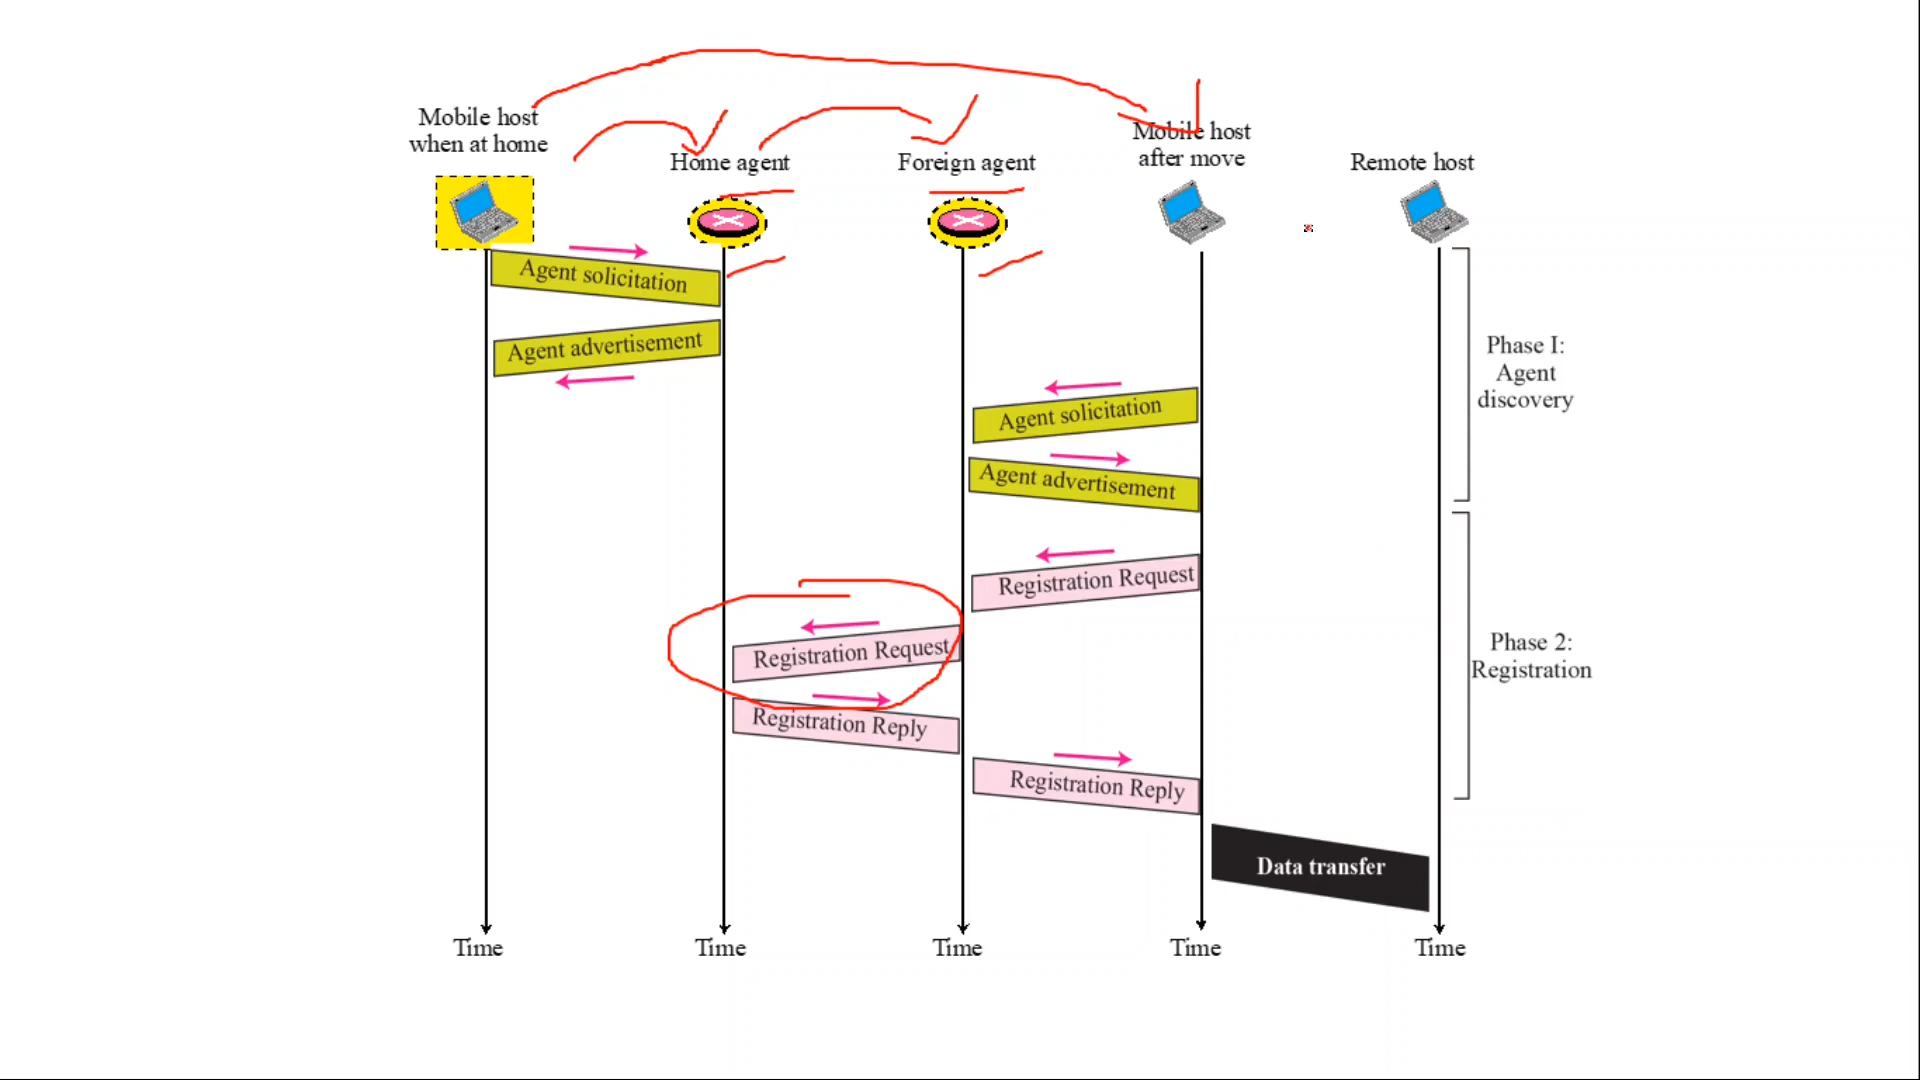 Mobile host
when at home
Home agent
Foreign agent
Mobile host
after move
Remote host
Agent solicitation
Agent advertisement
Agent solicitation
Agent advertisement
Phase I:
Agent
discovery
Registration Request
Registration Request
Registration Reply
Registration Reply
Phase 2:
Registration
Data transfer
Time
Time
Time
Time
Time